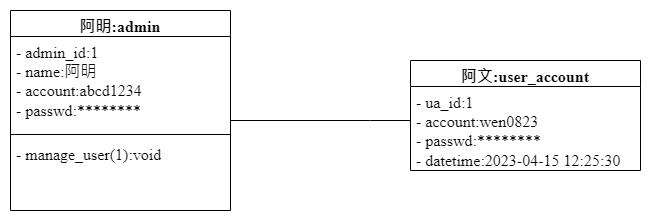 阿明:admin
- admin_id:1
- name:阿明
- account:abcd1234
- passwd:********
- manage_user(1):void
阿文:user_account
- ua_id:1
- account:wen0823
- passwd:********
- datetime:2023-04-15 12:25:30